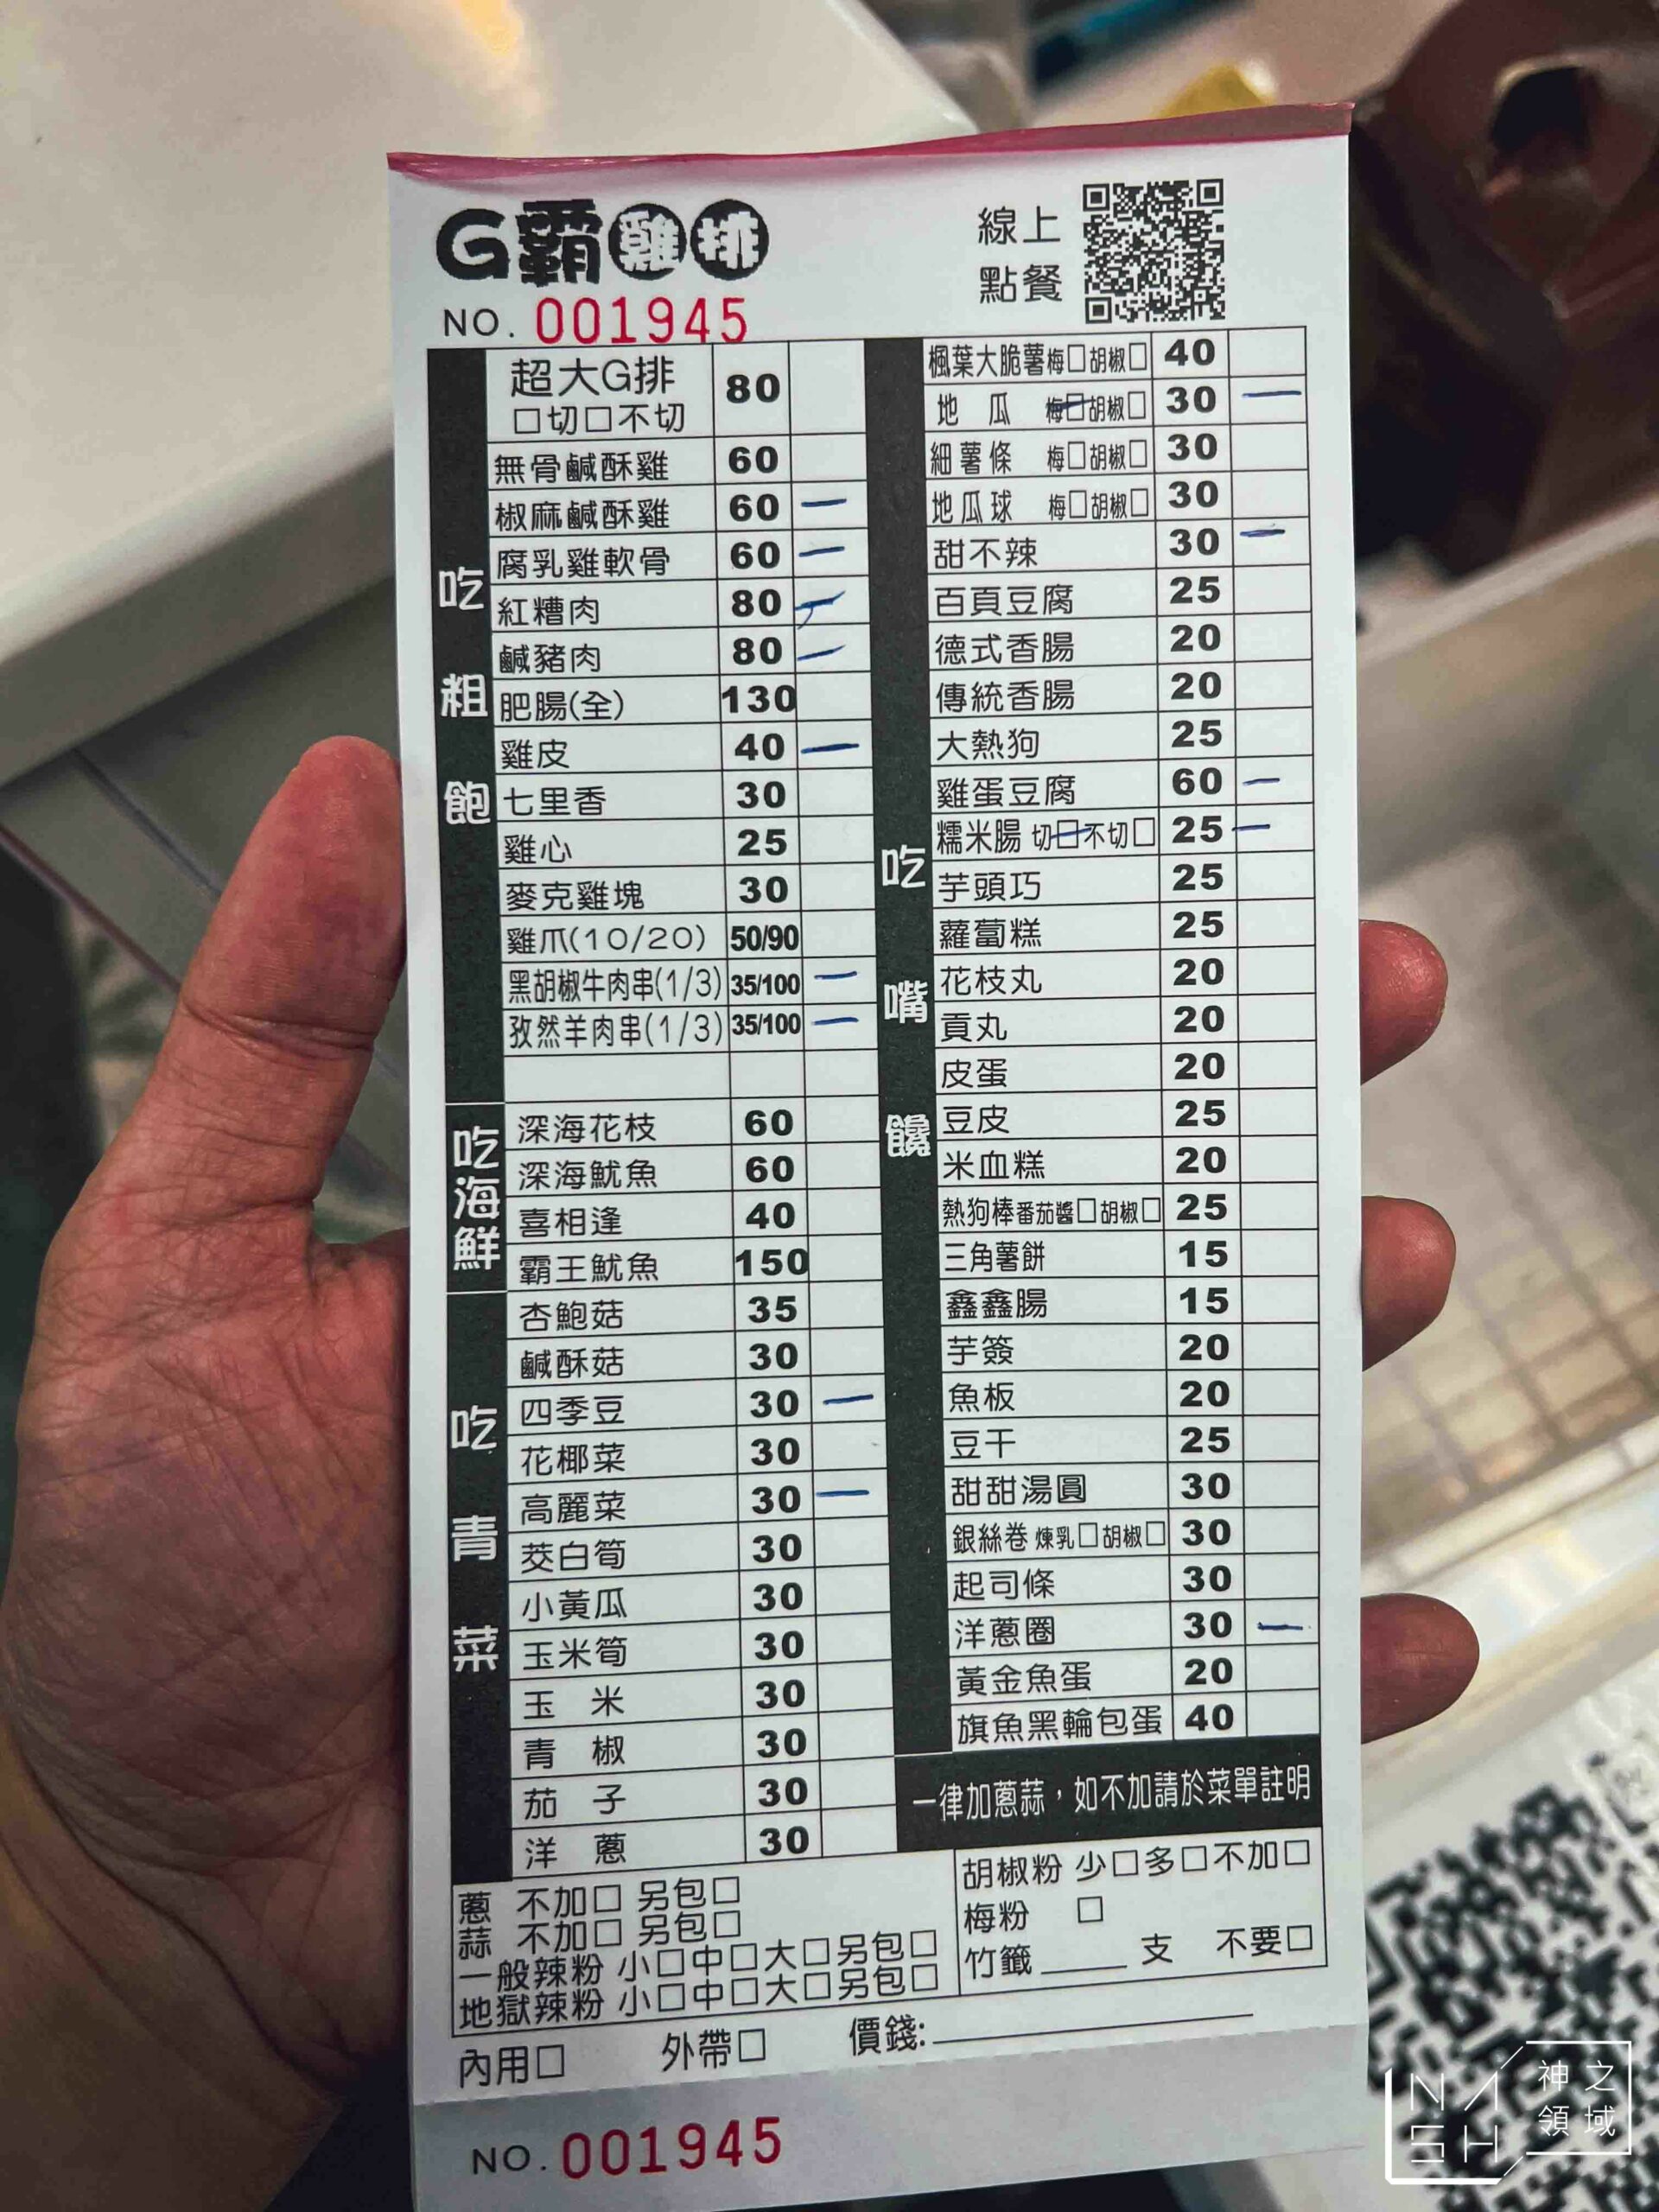 G霸雞排
線上
點餐
NO. 001945
吃粗飽
超大G排 80
□切□不切
無骨鹹酥雞 60
椒麻鹹酥雞 60 一
腐乳雞軟骨 60 一
紅糟肉 80 一
鹹豬肉 80 一
肥腸(全) 130
雞皮 40 一
七里香 30
雞心 25
麥克雞塊 30
雞爪(10/20) 50/90
黑胡椒牛肉串(1/3) 35/100 一
孜然羊肉串(1/3) 35/100 一
吃海鮮
深海花枝 60
深海魷魚 60
喜相逢 40
霸王魷魚 150
吃青菜
杏鮑菇 35
鹹酥菇 30
四季豆 30 一
花椰菜 30
高麗菜 30 一
茭白筍 30
小黃瓜 30
玉米筍 30
玉 米 30
青 椒 30
茄 子 30
洋 蔥 30
吃嘴饞
楓葉大脆薯 梅□胡椒□ 40
地 瓜 梅□胡椒□ 30 一
細薯條 梅□胡椒□ 30
地瓜球 梅□胡椒□ 30
甜不辣 30 一
百頁豆腐 25
德式香腸 20
傳統香腸 20
大熱狗 25
雞蛋豆腐 60 一
糯米腸 切□不切□ 25 一
芋頭巧 25
蘿蔔糕 25
花枝丸 20
貢丸 20
皮蛋 20
豆皮 25
米血糕 20
熱狗棒 番茄醬□胡椒□ 25
三角薯餅 15
鑫鑫腸 15
芋簽 20
魚板 20
豆干 25
甜甜湯圓 30
銀絲卷 煉乳□胡椒□ 30
起司條 30
洋蔥圈 30 一
黃金魚蛋 20
旗魚黑輪包蛋 40
一律加蔥蒜，如不加請於菜單註明
蔥 不加□ 另包□
蒜 不加□ 另包□
一般辣粉 小□中□大□另包□
地獄辣粉 小□中□大□另包□
胡椒粉 少□多□不加□
梅粉 □
竹籤____支 不要□
內用□ 外帶□ 價錢:________
NO. 001945
NASH
神之
領域